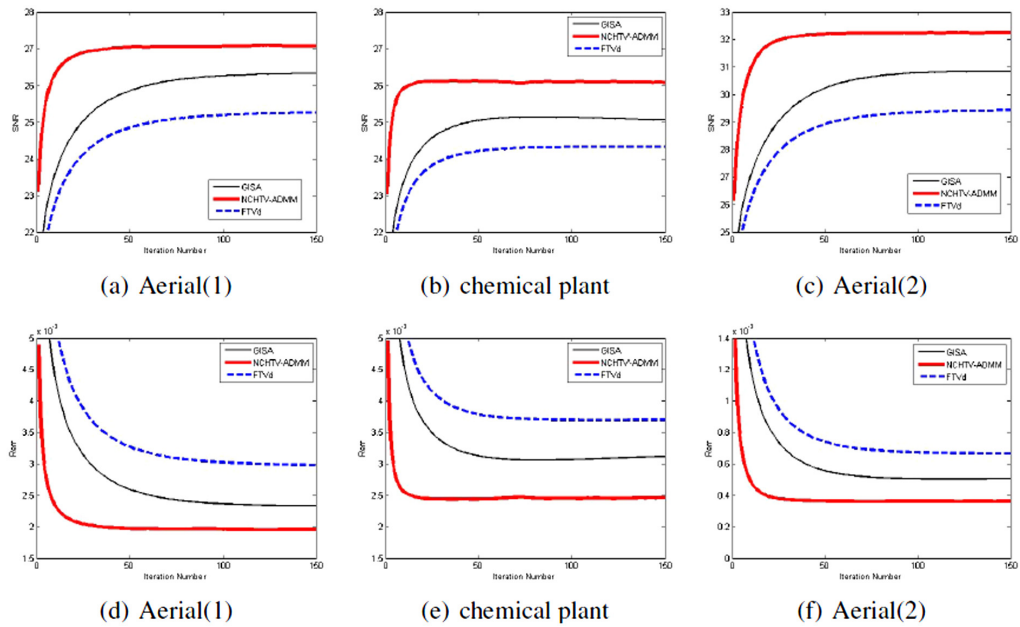 28
27
26
25
24
23
22
SNR
GISA
NCHTV-ADMM
FTVd
0 50 100 150
Iteration Number
(a) Aerial(1)
28
27
26
25
24
23
22
SNR
GISA
NCHTV-ADMM
FTVd
0 50 100 150
Iteration Number
(b) chemical plant
33
32
31
30
29
28
27
26
25
SNR
GISA
NCHTV-ADMM
FTVd
0 50 100 150
Iteration Number
(c) Aerial(2)
x 10⁻³
5
4.5
4
3.5
3
2.5
2
1.5
Rerr
GISA
NCHTV-ADMM
FTVd
0 50 100 150
Iteration Number
(d) Aerial(1)
x 10⁻³
5
4.5
4
3.5
3
2.5
2
1.5
Rerr
GISA
NCHTV-ADMM
FTVd
0 50 100 150
Iteration Number
(e) chemical plant
x 10⁻³
1.4
1.2
1
0.8
0.6
0.4
0.2
0
Rerr
GISA
NCHTV-ADMM
FTVd
0 50 100 150
Iteration Number
(f) Aerial(2)